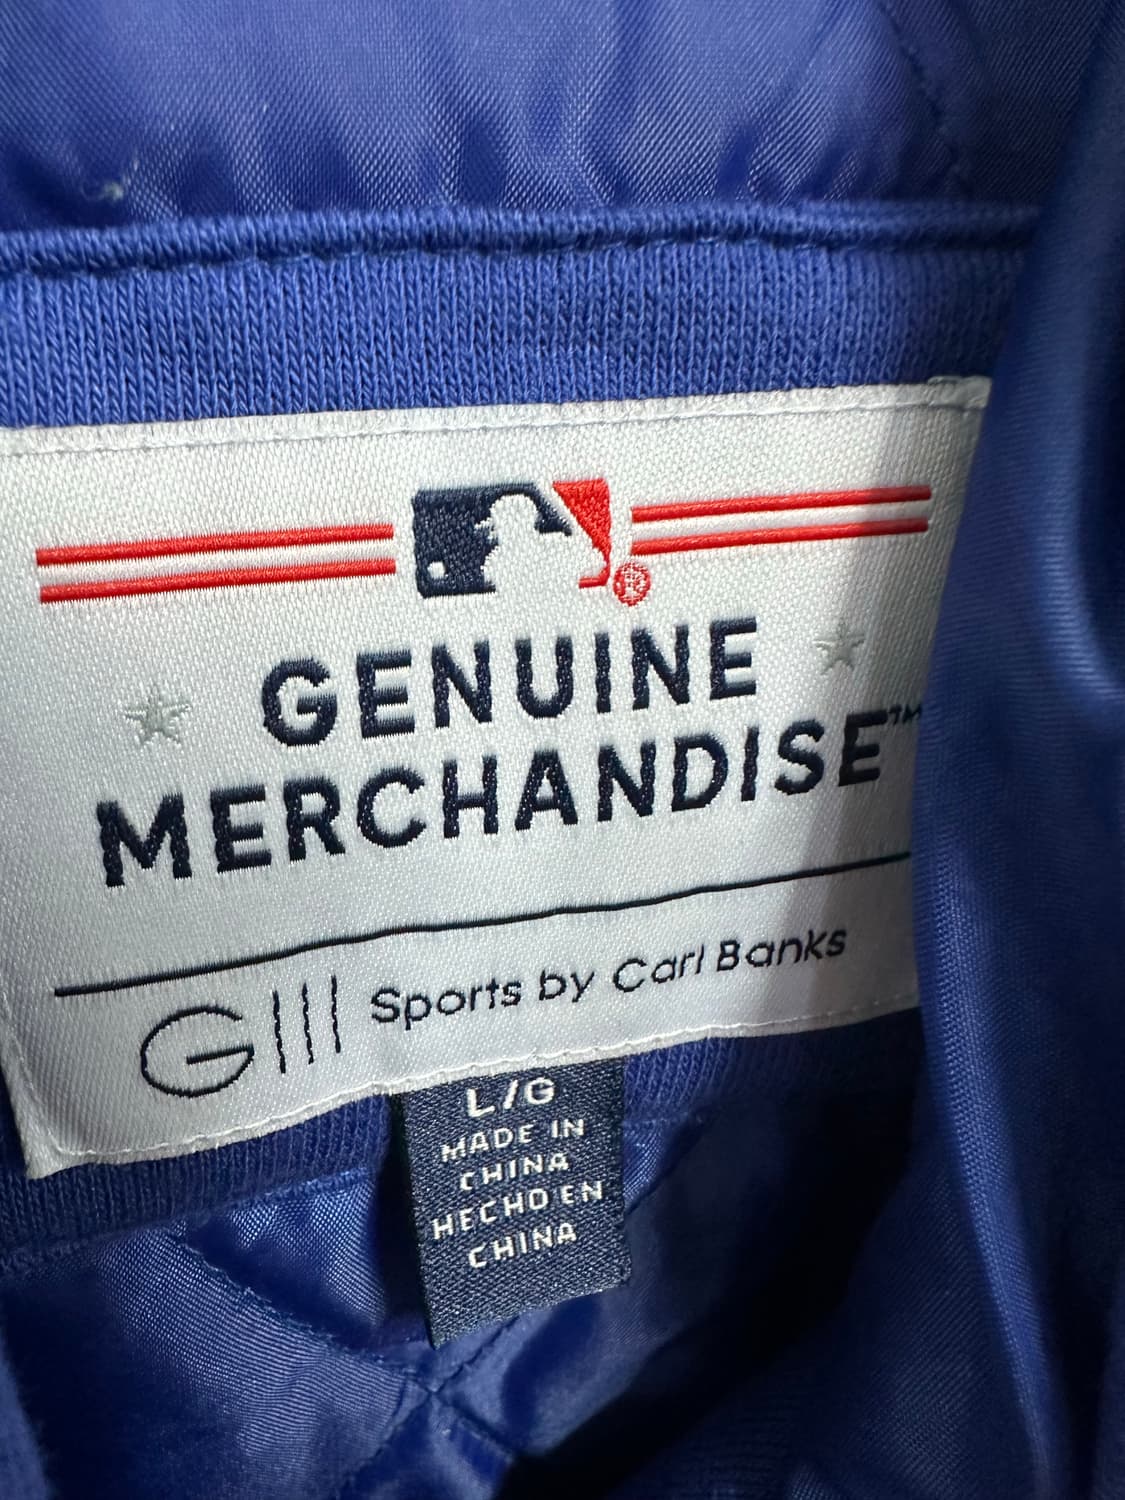 ®
GENUINE
MERCHANDISE™
GIII Sports by Carl Banks
L/G
MADE IN
CHINA
HECHO EN
CHINA